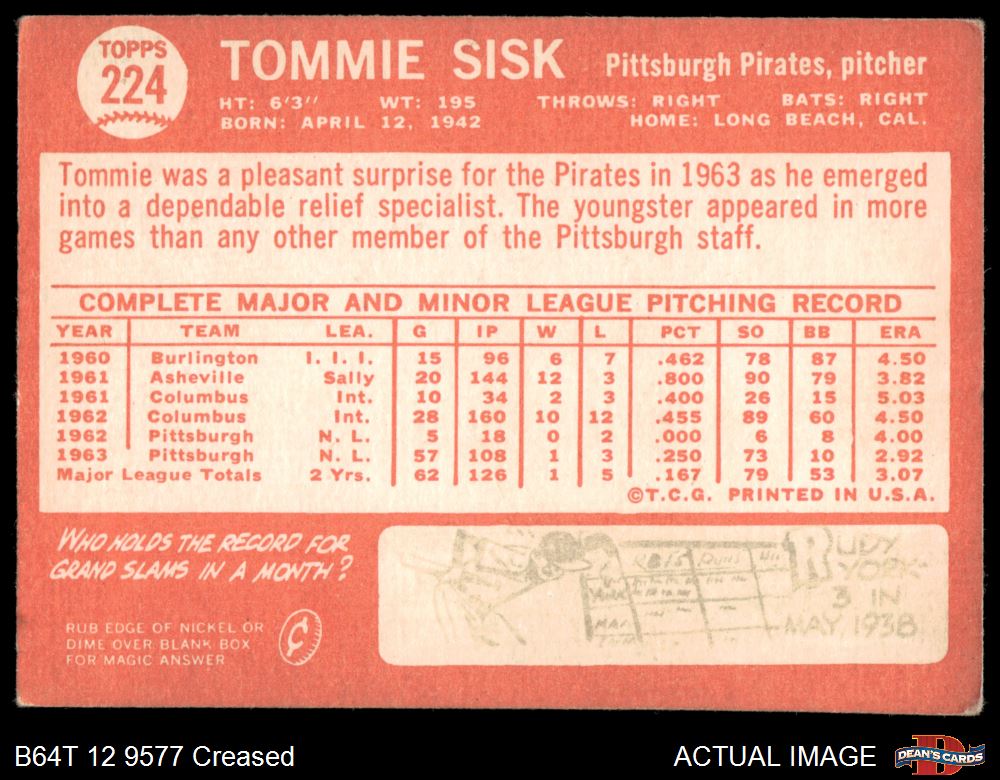 TOPPS
224
TOMMIE SISK
Pittsburgh Pirates, pitcher
HT: 6'3" WT: 195 THROWS: RIGHT BATS: RIGHT
BORN: APRIL 12, 1942 HOME: LONG BEACH, CAL.
Tommie was a pleasant surprise for the Pirates in 1963 as he emerged
into a dependable relief specialist. The youngster appeared in more
games than any other member of the Pittsburgh staff.
COMPLETE MAJOR AND MINOR LEAGUE PITCHING RECORD
YEAR TEAM LEA. G IP W L PCT SO BB ERA
1960 Burlington I. I. I. 15 96 6 7 .462 78 87 4.50
1961 Asheville Sally 20 144 12 3 .800 90 79 3.82
1961 Columbus Int. 10 34 2 3 .400 26 15 5.03
1962 Columbus Int. 28 160 10 12 .455 89 60 4.50
1962 Pittsburgh N. L. 5 18 0 2 .000 6 8 4.00
1963 Pittsburgh N. L. 57 108 1 3 .250 73 10 2.92
Major League Totals 2 Yrs. 62 126 1 5 .167 79 53 3.07
©T.C.G. PRINTED IN U.S.A.
WHO HOLDS THE RECORD FOR
GRAND SLAMS IN A MONTH?
RUB EDGE OF NICKEL OR
DIME OVER BLANK BOX
FOR MAGIC ANSWER
¢
RUDY
YORK-
3 IN
MAY, 1938
B64T 12 9577 Creased
ACTUAL IMAGE
DEAN'S CARDS